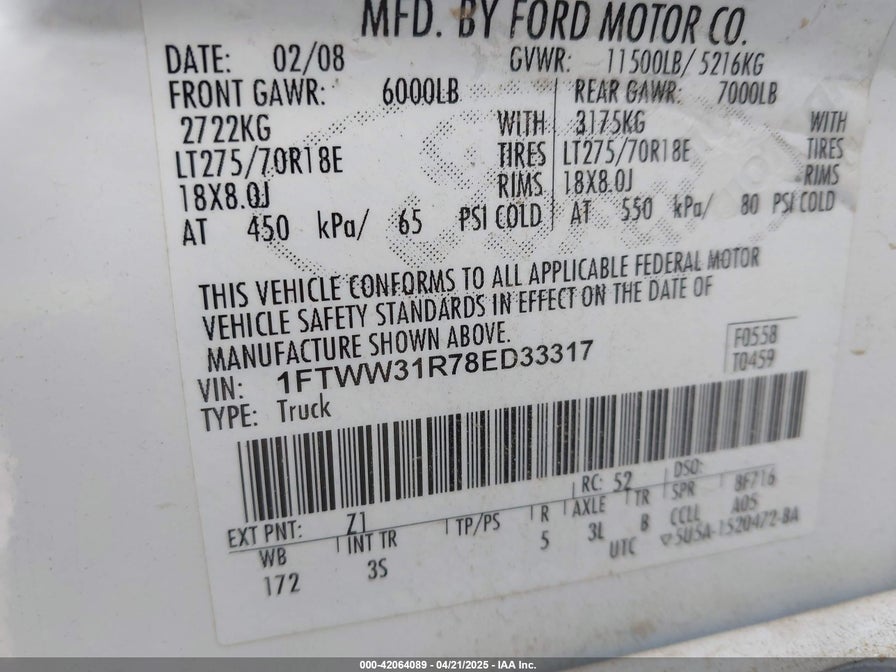 MFD. BY FORD MOTOR CO.
DATE: 02/08 GVWR: 11500LB/ 5216KG
FRONT GAWR: 6000LB REAR GAWR: 7000LB
2722KG WITH 3175KG WITH
LT275/70R18E TIRES LT275/70R18E TIRES
18X8.0J RIMS 18X8.0J RIMS
AT 450 kPa/ 65 PSI COLD AT 550 kPa/ 80 PSI COLD
THIS VEHICLE CONFORMS TO ALL APPLICABLE FEDERAL MOTOR
VEHICLE SAFETY STANDARDS IN EFFECT ON THE DATE OF
MANUFACTURE SHOWN ABOVE.
VIN: 1FTWW31R78ED33317
TYPE: Truck
F0558
T0459
EXT PNT: Z1 RC: 52 DSO:
WB INT TR TP/PS R AXLE TR SPR 8F716
172 3S 5 3L B CCLL A05
UTC ▽5U5A-1520472-BA
000-42064089 / 04/21/2025 - IAA Inc.